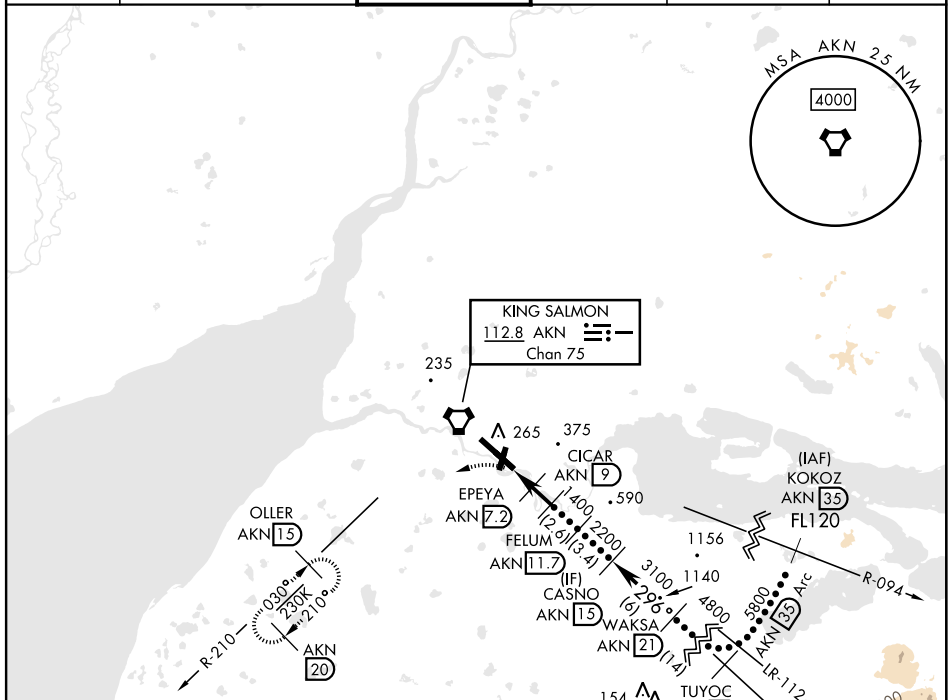 MSA AKN 25 NM
4000
KING SALMON
112.8 AKN
Chan 75
235
265
375
CICAR
AKN 9
(IAF)
KOKOZ
AKN 35
FL120
EPEYA
AKN 7.2
1400
590
OLLER
AKN 15
(2.6)
2200
FELUM
AKN 11.7
(3.4)
1156
(IF)
CASNO
AKN 15
3100
1140
R-094
030°
230K
210°
296°
(6)
4800
5800
AKN 35 Arc
WAKSA
AKN 21
R-210
AKN
20
(14)
LR-112
154
TUYOC